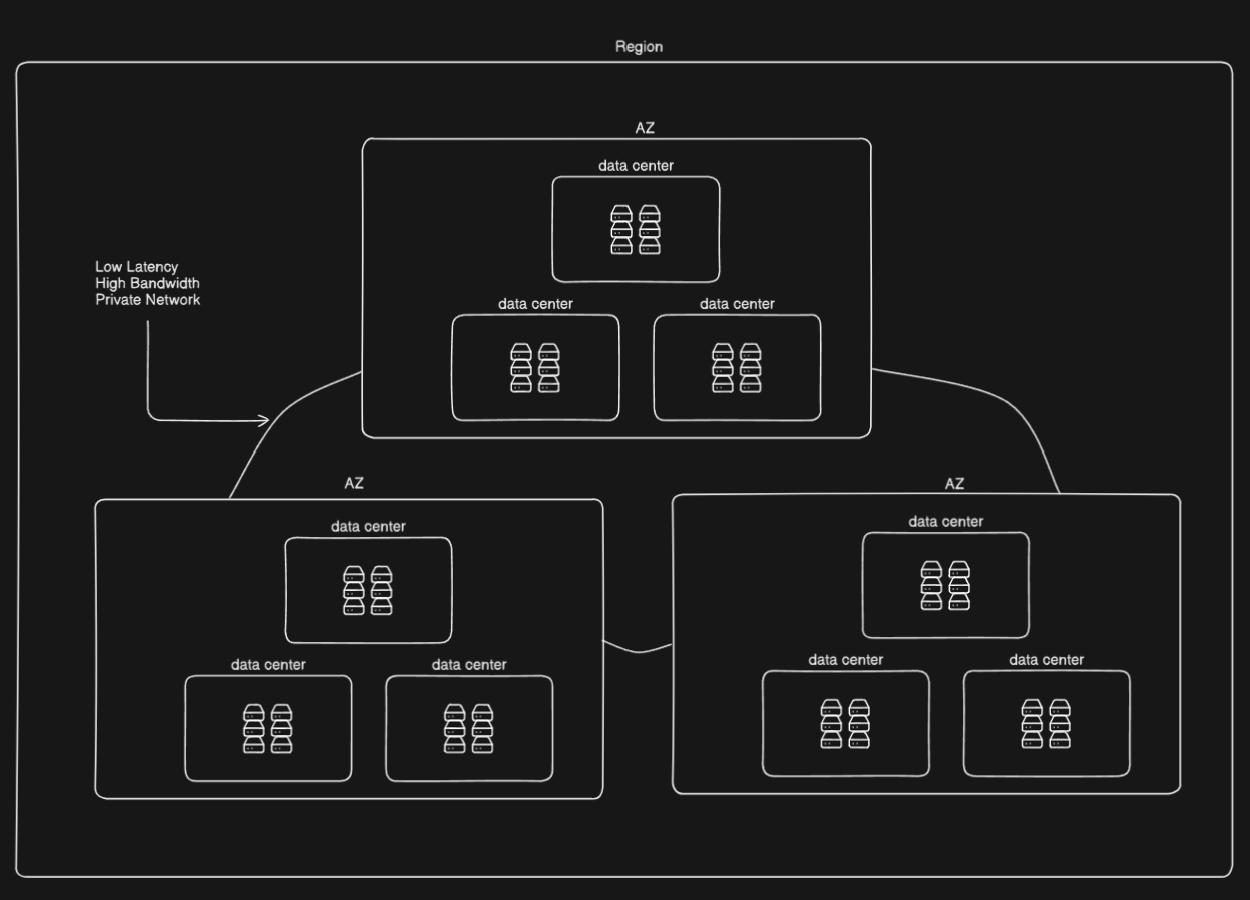 Region
AZ
data center
Low Latency
High Bandwidth
Private Network
data center
data center
AZ
data center
data center
data center
AZ
data center
data center
data center